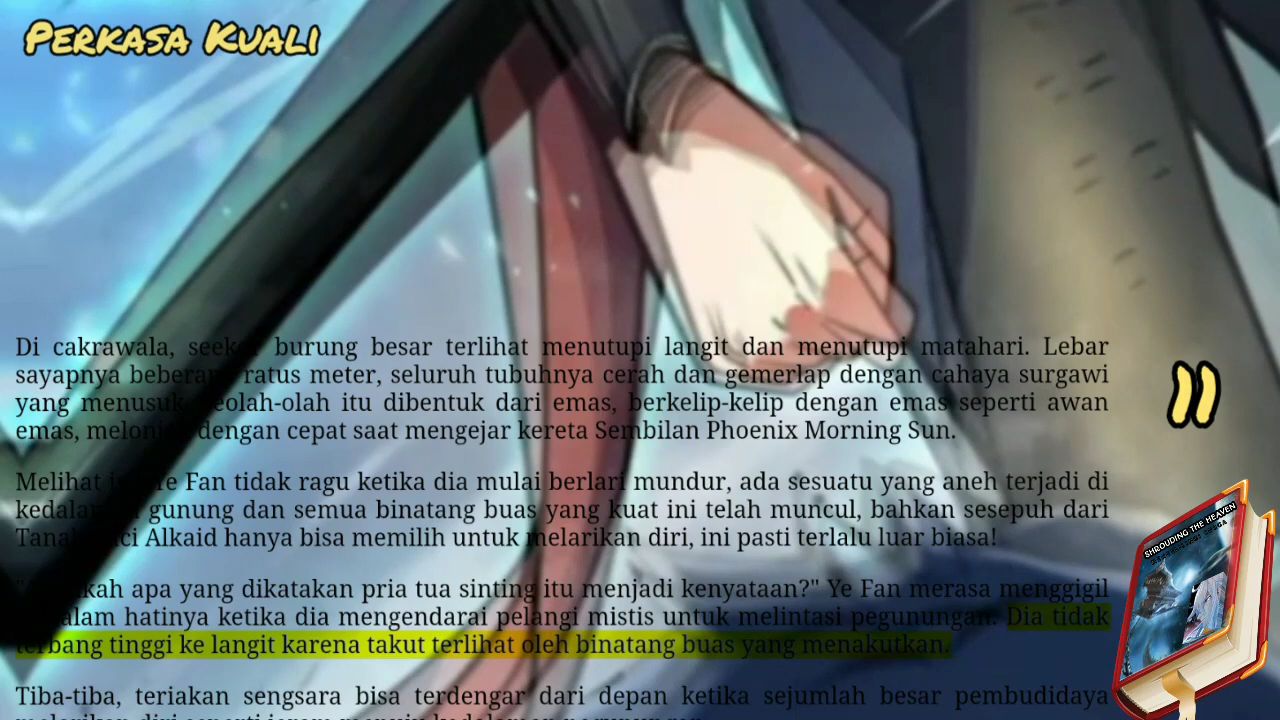 PERKASA KUALI
Di cakrawala, seekor burung besar terlihat menutupi langit dan menutupi matahari. Lebar
sayapnya beberapa ratus meter, seluruh tubuhnya cerah dan gemerlap dengan cahaya surgawi
yang menusuk seolah-olah itu dibentuk dari emas, berkelip-kelip dengan emas seperti awan
emas, melonjak dengan cepat saat mengejar kereta Sembilan Phoenix Morning Sun.
Melihat ini, Ye Fan tidak ragu ketika dia mulai berlari mundur, ada sesuatu yang aneh terjadi di
kedalaman gunung dan semua binatang buas yang kuat ini telah muncul, bahkan sesepuh dari
Tanah Suci Alkaid hanya bisa memilih untuk melarikan diri, ini pasti terlalu luar biasa!
apa yang dikatakan pria tua sinting itu menjadi kenyataan?" Ye Fan merasa menggigil
dalam hatinya ketika dia mengendarai pelangi mistis untuk melintasi pegunungan. Dia tidak
terbang tinggi ke langit karena takut terlihat oleh binatang buas yang menakutkan.
Tiba-tiba, teriakan sengsara bisa terdengar dari depan ketika sejumlah besar pembudidaya
SHROUDING THE HEAVEN